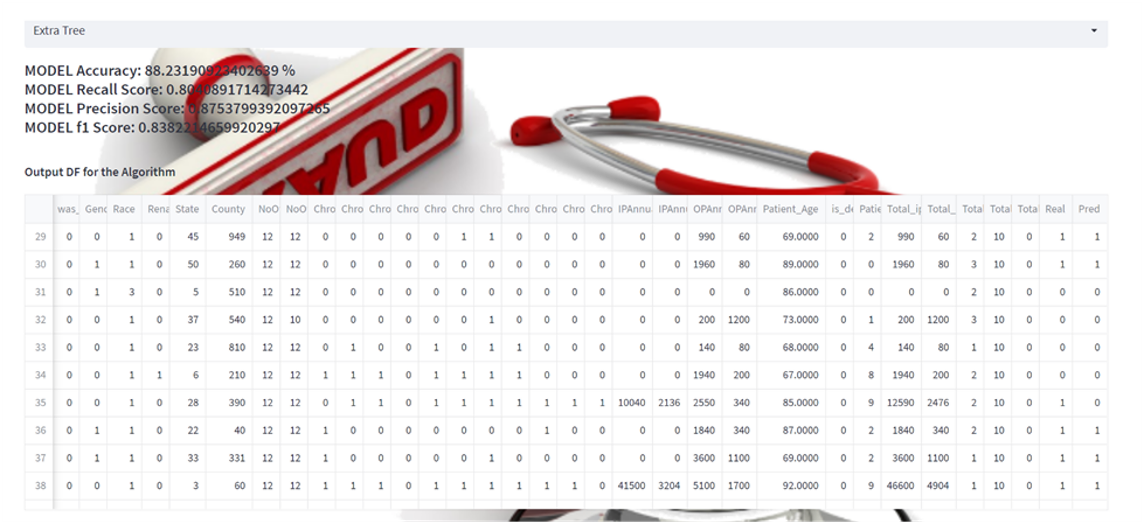 Extra Tree
MODEL Accuracy: 88.23190923402639 %
MODEL Recall Score: 0.8040891714273442
MODEL Precision Score: 0.8753799392097265
MODEL f1 Score: 0.8382214659920297
Output DF for the Algorithm
was_ Genc Race Rena State County NoO NoO Chro Chro Chro Chro Chro Chro Chro Chro Chro Chro Chro IPAnnu IPAnn OPAnr OPAnr Patient_Age is_de Patie Total_ip Total_ Total Total Total Real Pred
29 0 0 1 0 45 949 12 12 0 0 0 0 0 1 1 0 0 0 0 0 0 990 60 69.0000 0 2 990 60 2 10 0 1 1
30 0 1 1 0 50 260 12 12 0 0 0 0 0 0 0 0 0 0 0 0 0 1960 80 89.0000 0 0 1960 80 3 10 0 1 1
31 0 1 3 0 5 510 12 12 0 0 0 0 0 0 0 0 0 0 0 0 0 0 0 86.0000 0 0 0 0 2 10 0 0 0
32 0 0 1 0 37 540 12 10 0 0 0 0 0 0 1 0 0 0 0 0 0 200 1200 73.0000 0 1 200 1200 3 10 0 0 0
33 0 0 1 0 23 810 12 12 0 1 0 0 1 0 1 1 0 0 0 0 0 140 80 68.0000 0 4 140 80 1 10 0 0 0
34 0 0 1 1 6 210 12 12 1 1 1 0 1 1 1 1 0 0 0 0 0 1940 200 67.0000 0 8 1940 200 2 10 0 0 0
35 0 0 1 0 28 390 12 12 0 1 1 0 1 1 1 1 1 1 1 10040 2136 2550 340 85.0000 0 9 12590 2476 2 10 0 1 0
36 0 1 1 0 22 40 12 12 1 0 0 0 0 0 0 0 1 0 0 0 0 1840 340 87.0000 0 2 1840 340 2 10 0 1 1
37 0 1 1 0 33 331 12 12 1 0 0 0 0 0 1 0 0 0 0 0 0 3600 1100 69.0000 0 2 3600 1100 1 10 0 1 1
38 0 0 1 0 3 60 12 12 1 1 1 0 1 1 1 1 1 1 0 41500 3204 5100 1700 92.0000 0 9 46600 4904 1 10 0 1 1